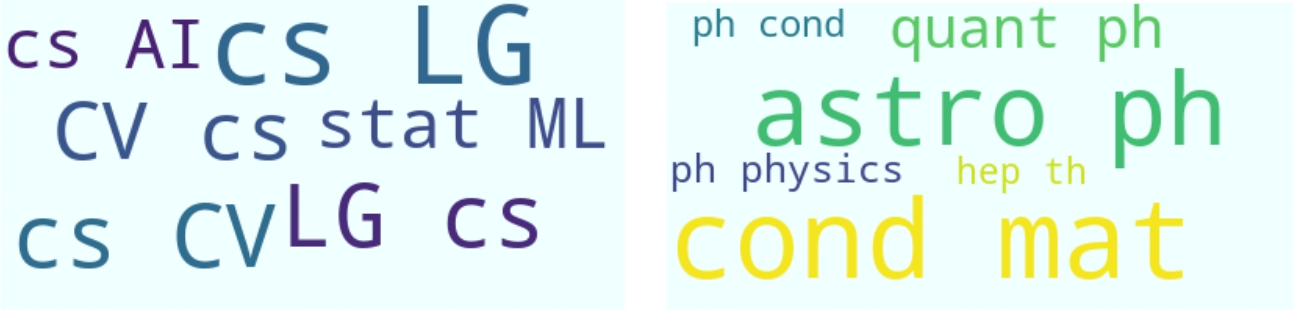 cs AI cs LG
CV cs stat ML
cs CV LG cs
ph cond quant ph
astro ph
ph physics hep th
cond mat